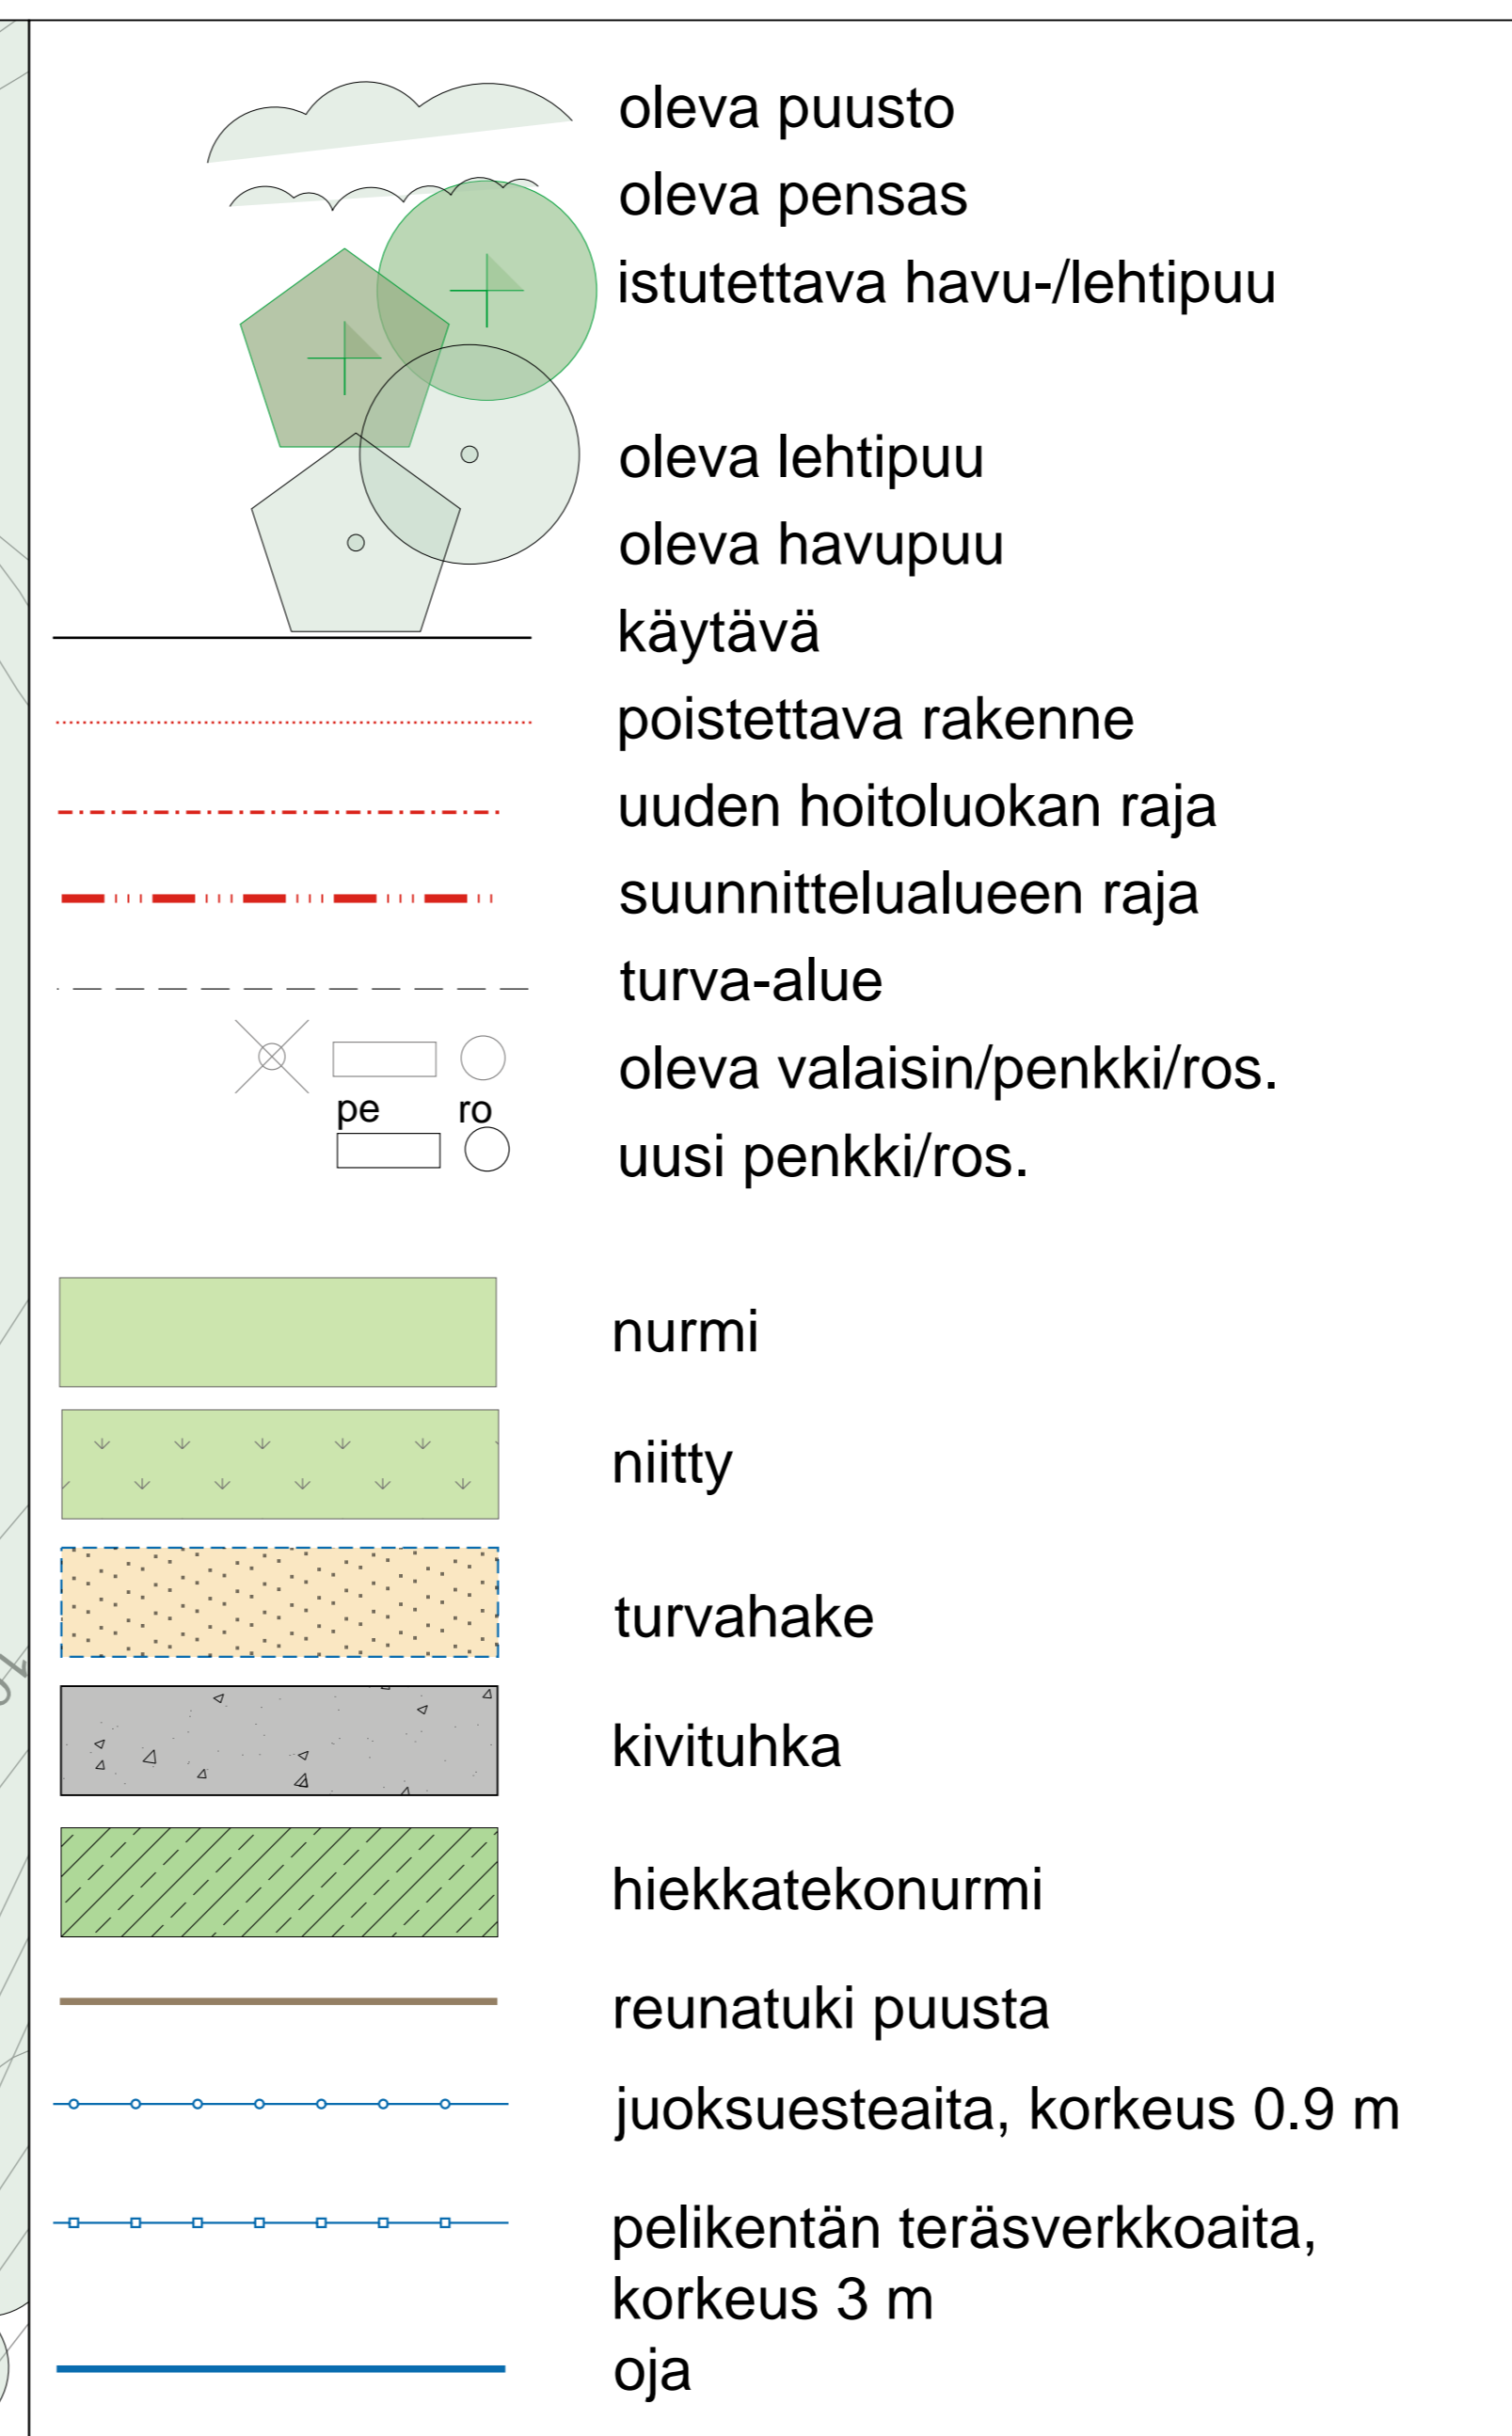 oleva puusto
oleva pensas
istutettava havu-/lehtipuu
oleva lehtipuu
oleva havupuu
käytävä
poistettava rakenne
uuden hoitoluokan raja
suunnittelualueen raja
turva-alue
oleva valaisin/penkki/ros.
pe ro
uusi penkki/ros.
nurmi
niitty
turvahake
kivituhka
hiekkatekonurmi
reunatuki puusta
juoksuesteaita, korkeus 0.9 m
pelikentän teräsverkkoaita,
korkeus 3 m
oja